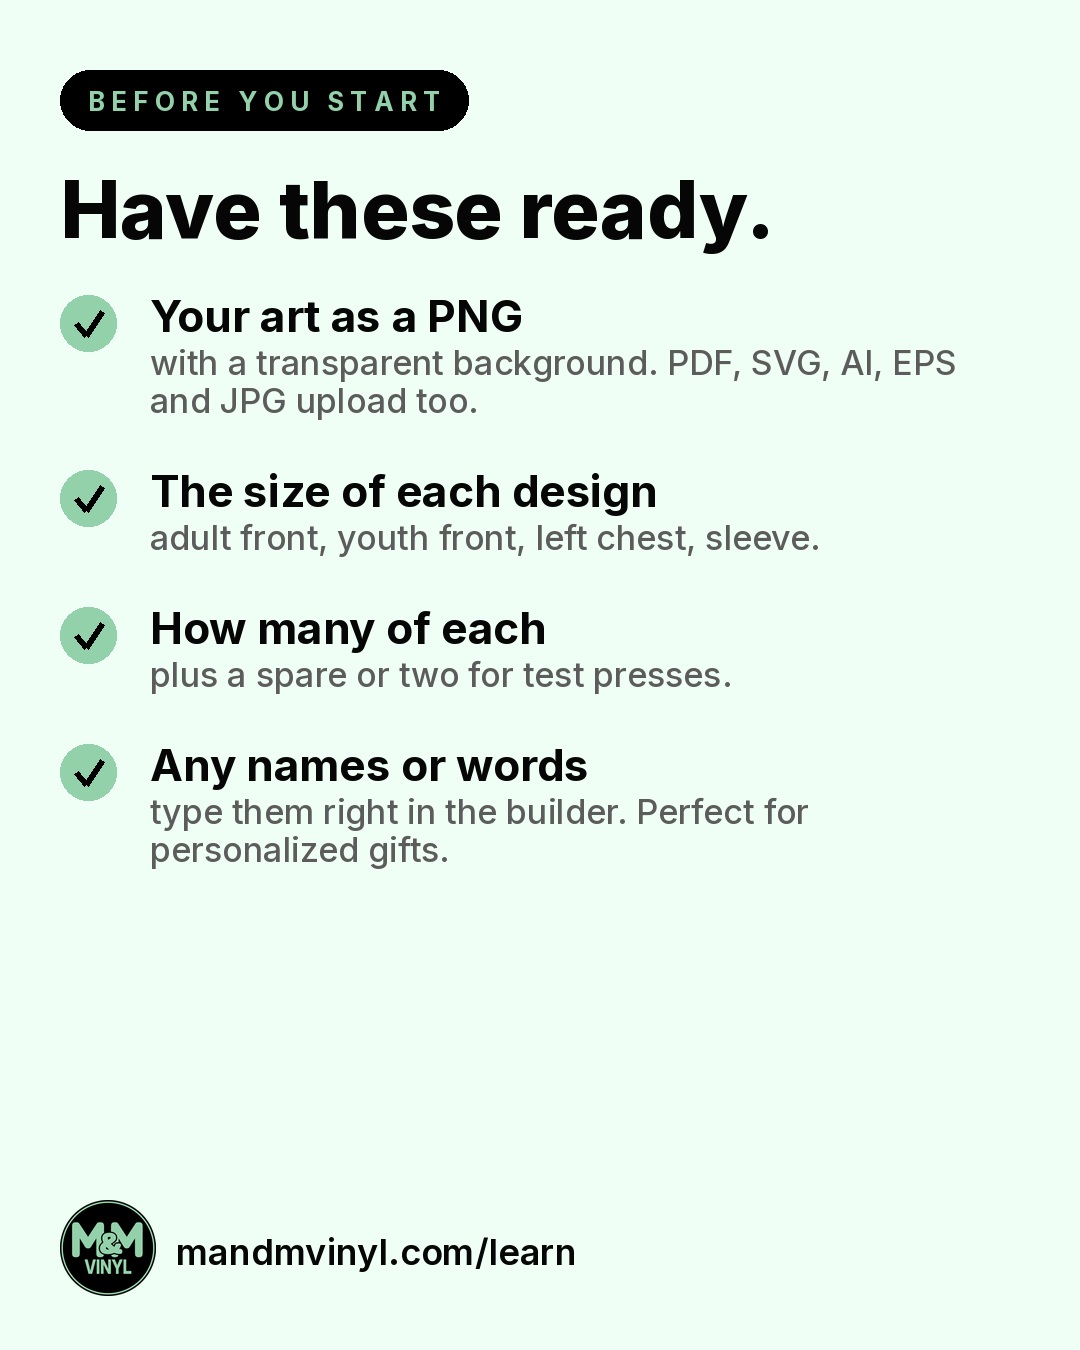 BEFORE YOU START
Have these ready.
Your art as a PNG
with a transparent background. PDF, SVG, AI, EPS
and JPG upload too.
The size of each design
adult front, youth front, left chest, sleeve.
How many of each
plus a spare or two for test presses.
Any names or words
type them right in the builder. Perfect for
personalized gifts.
M&M
VINYL
mandmvinyl.com/learn